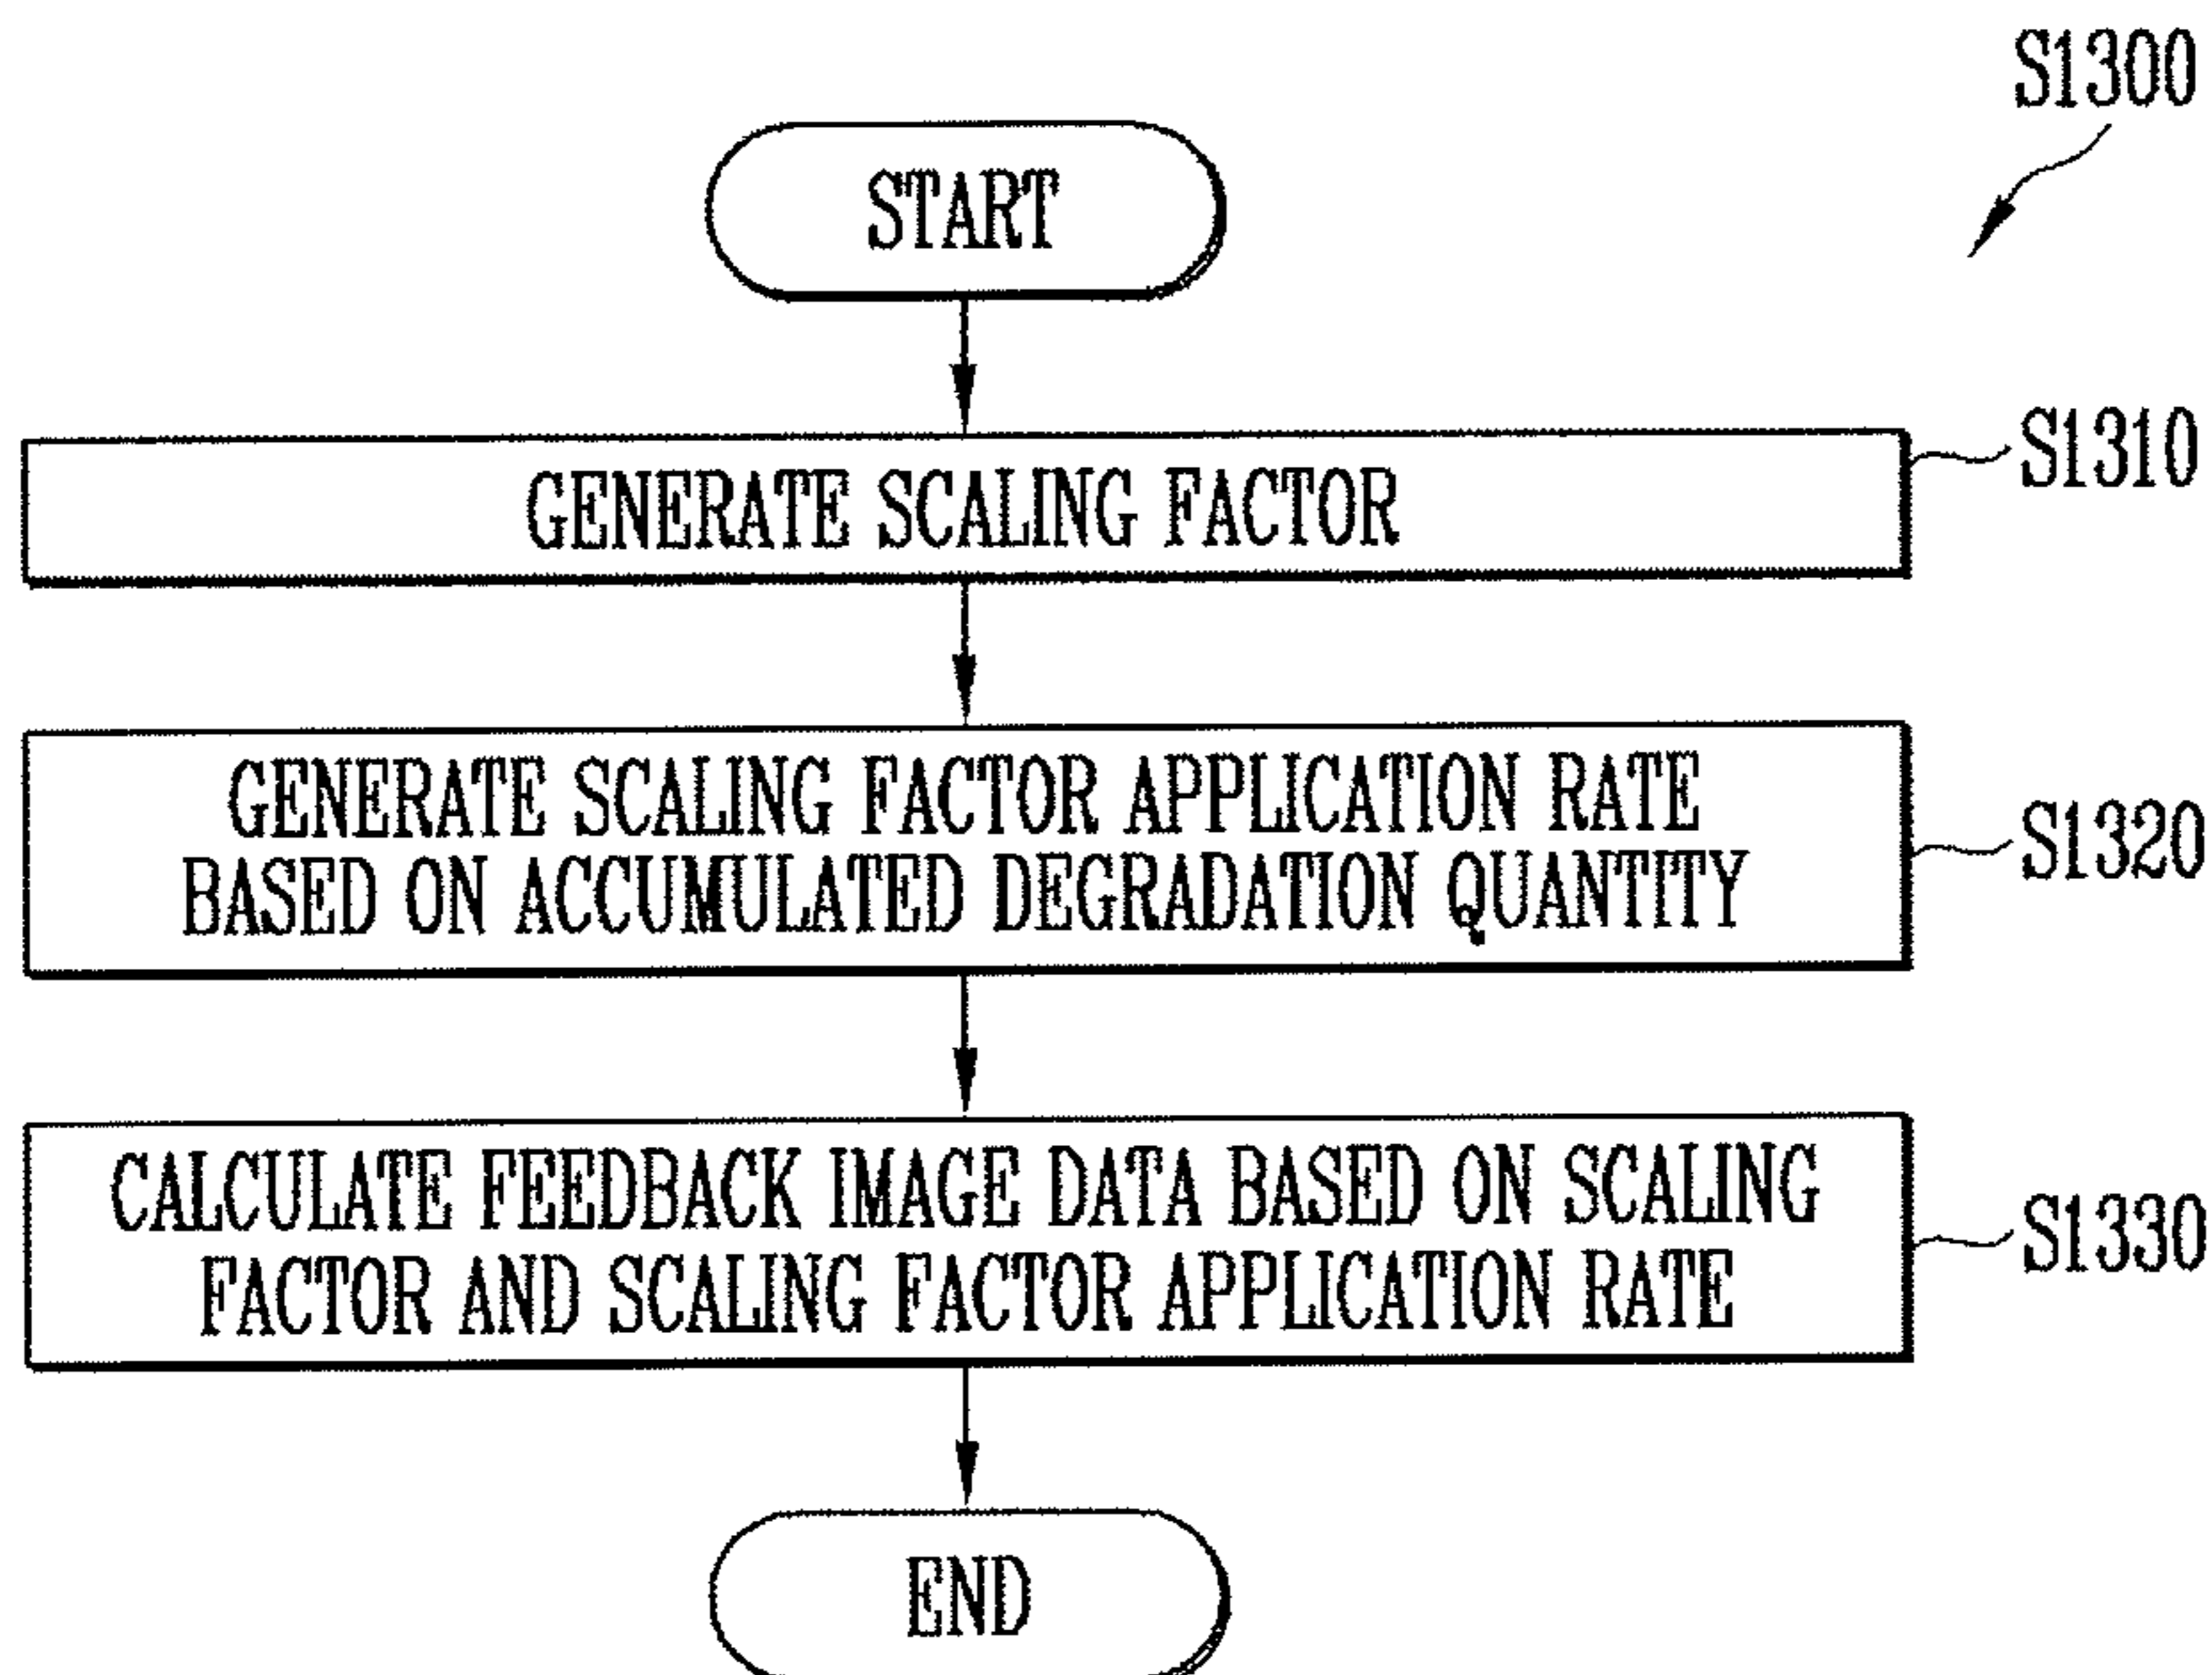 S1300
START
GENERATE SCALING FACTOR
S1310
GENERATE SCALING FACTOR APPLICATION RATE
BASED ON ACCUMULATED DEGRADATION QUANTITY
S1320
CALCULATE FEEDBACK IMAGE DATA BASED ON SCALING
FACTOR AND SCALING FACTOR APPLICATION RATE
S1330
END